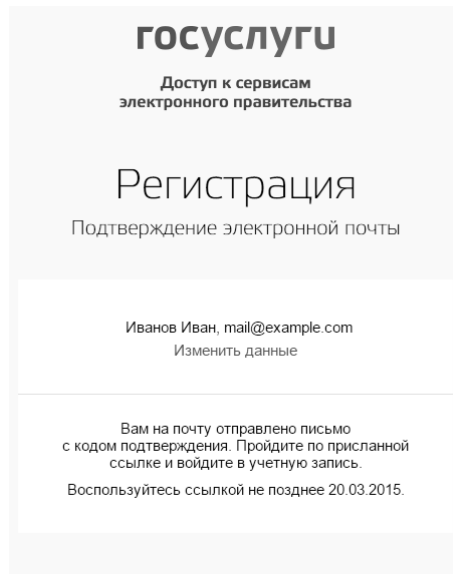 госуслуги
Доступ к сервисам
электронного правительства
Регистрация
Подтверждение электронной почты
Иванов Иван, mail@example.com
Изменить данные
Вам на почту отправлено письмо
с кодом подтверждения. Пройдите по присланной
ссылке и войдите в учетную запись.
Воспользуйтесь ссылкой не позднее 20.03.2015.